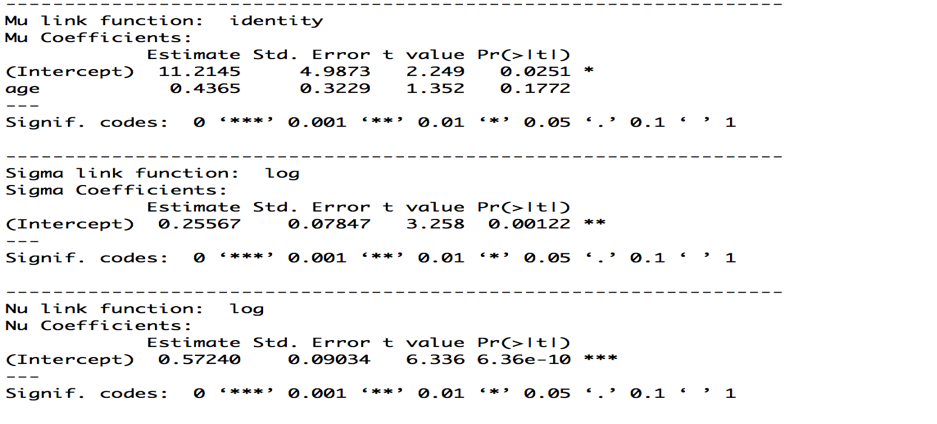 ------------------------------------------------------------------
Mu link function:  identity
Mu Coefficients:
            Estimate Std. Error t value Pr(>|t|)
(Intercept)  11.2145     4.9873   2.249   0.0251 *
age           0.4365     0.3229   1.352   0.1772
---
Signif. codes:  0 ‘***’ 0.001 ‘**’ 0.01 ‘*’ 0.05 ‘.’ 0.1 ‘ ’ 1
------------------------------------------------------------------
Sigma link function:  log
Sigma Coefficients:
            Estimate Std. Error t value Pr(>|t|)
(Intercept)  0.25567    0.07847   3.258  0.00122 **
---
Signif. codes:  0 ‘***’ 0.001 ‘**’ 0.01 ‘*’ 0.05 ‘.’ 0.1 ‘ ’ 1
------------------------------------------------------------------
Nu link function:  log
Nu Coefficients:
            Estimate Std. Error t value Pr(>|t|)
(Intercept)  0.57240    0.09034   6.336 6.36e-10 ***
---
Signif. codes:  0 ‘***’ 0.001 ‘**’ 0.01 ‘*’ 0.05 ‘.’ 0.1 ‘ ’ 1